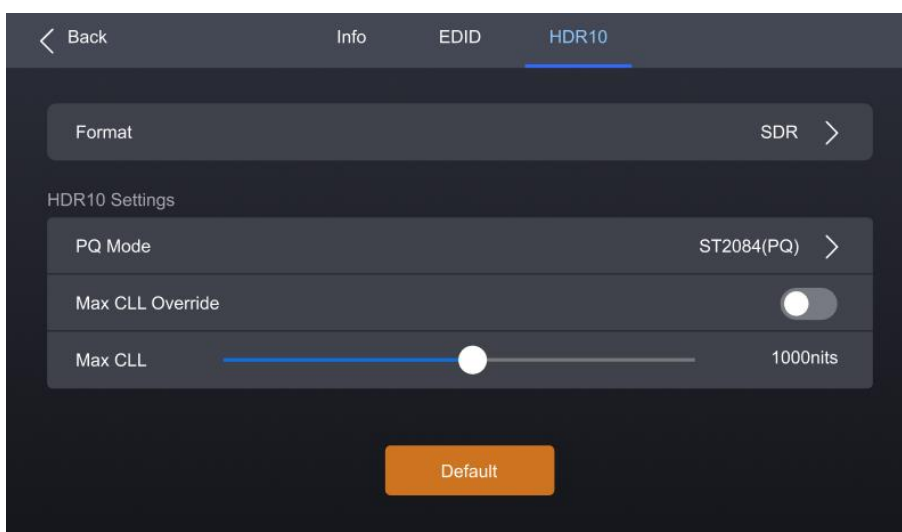 Back Info EDID HDR10
Format SDR
HDR10 Settings
PQ Mode ST2084(PQ)
Max CLL Override
Max CLL 1000nits
Default